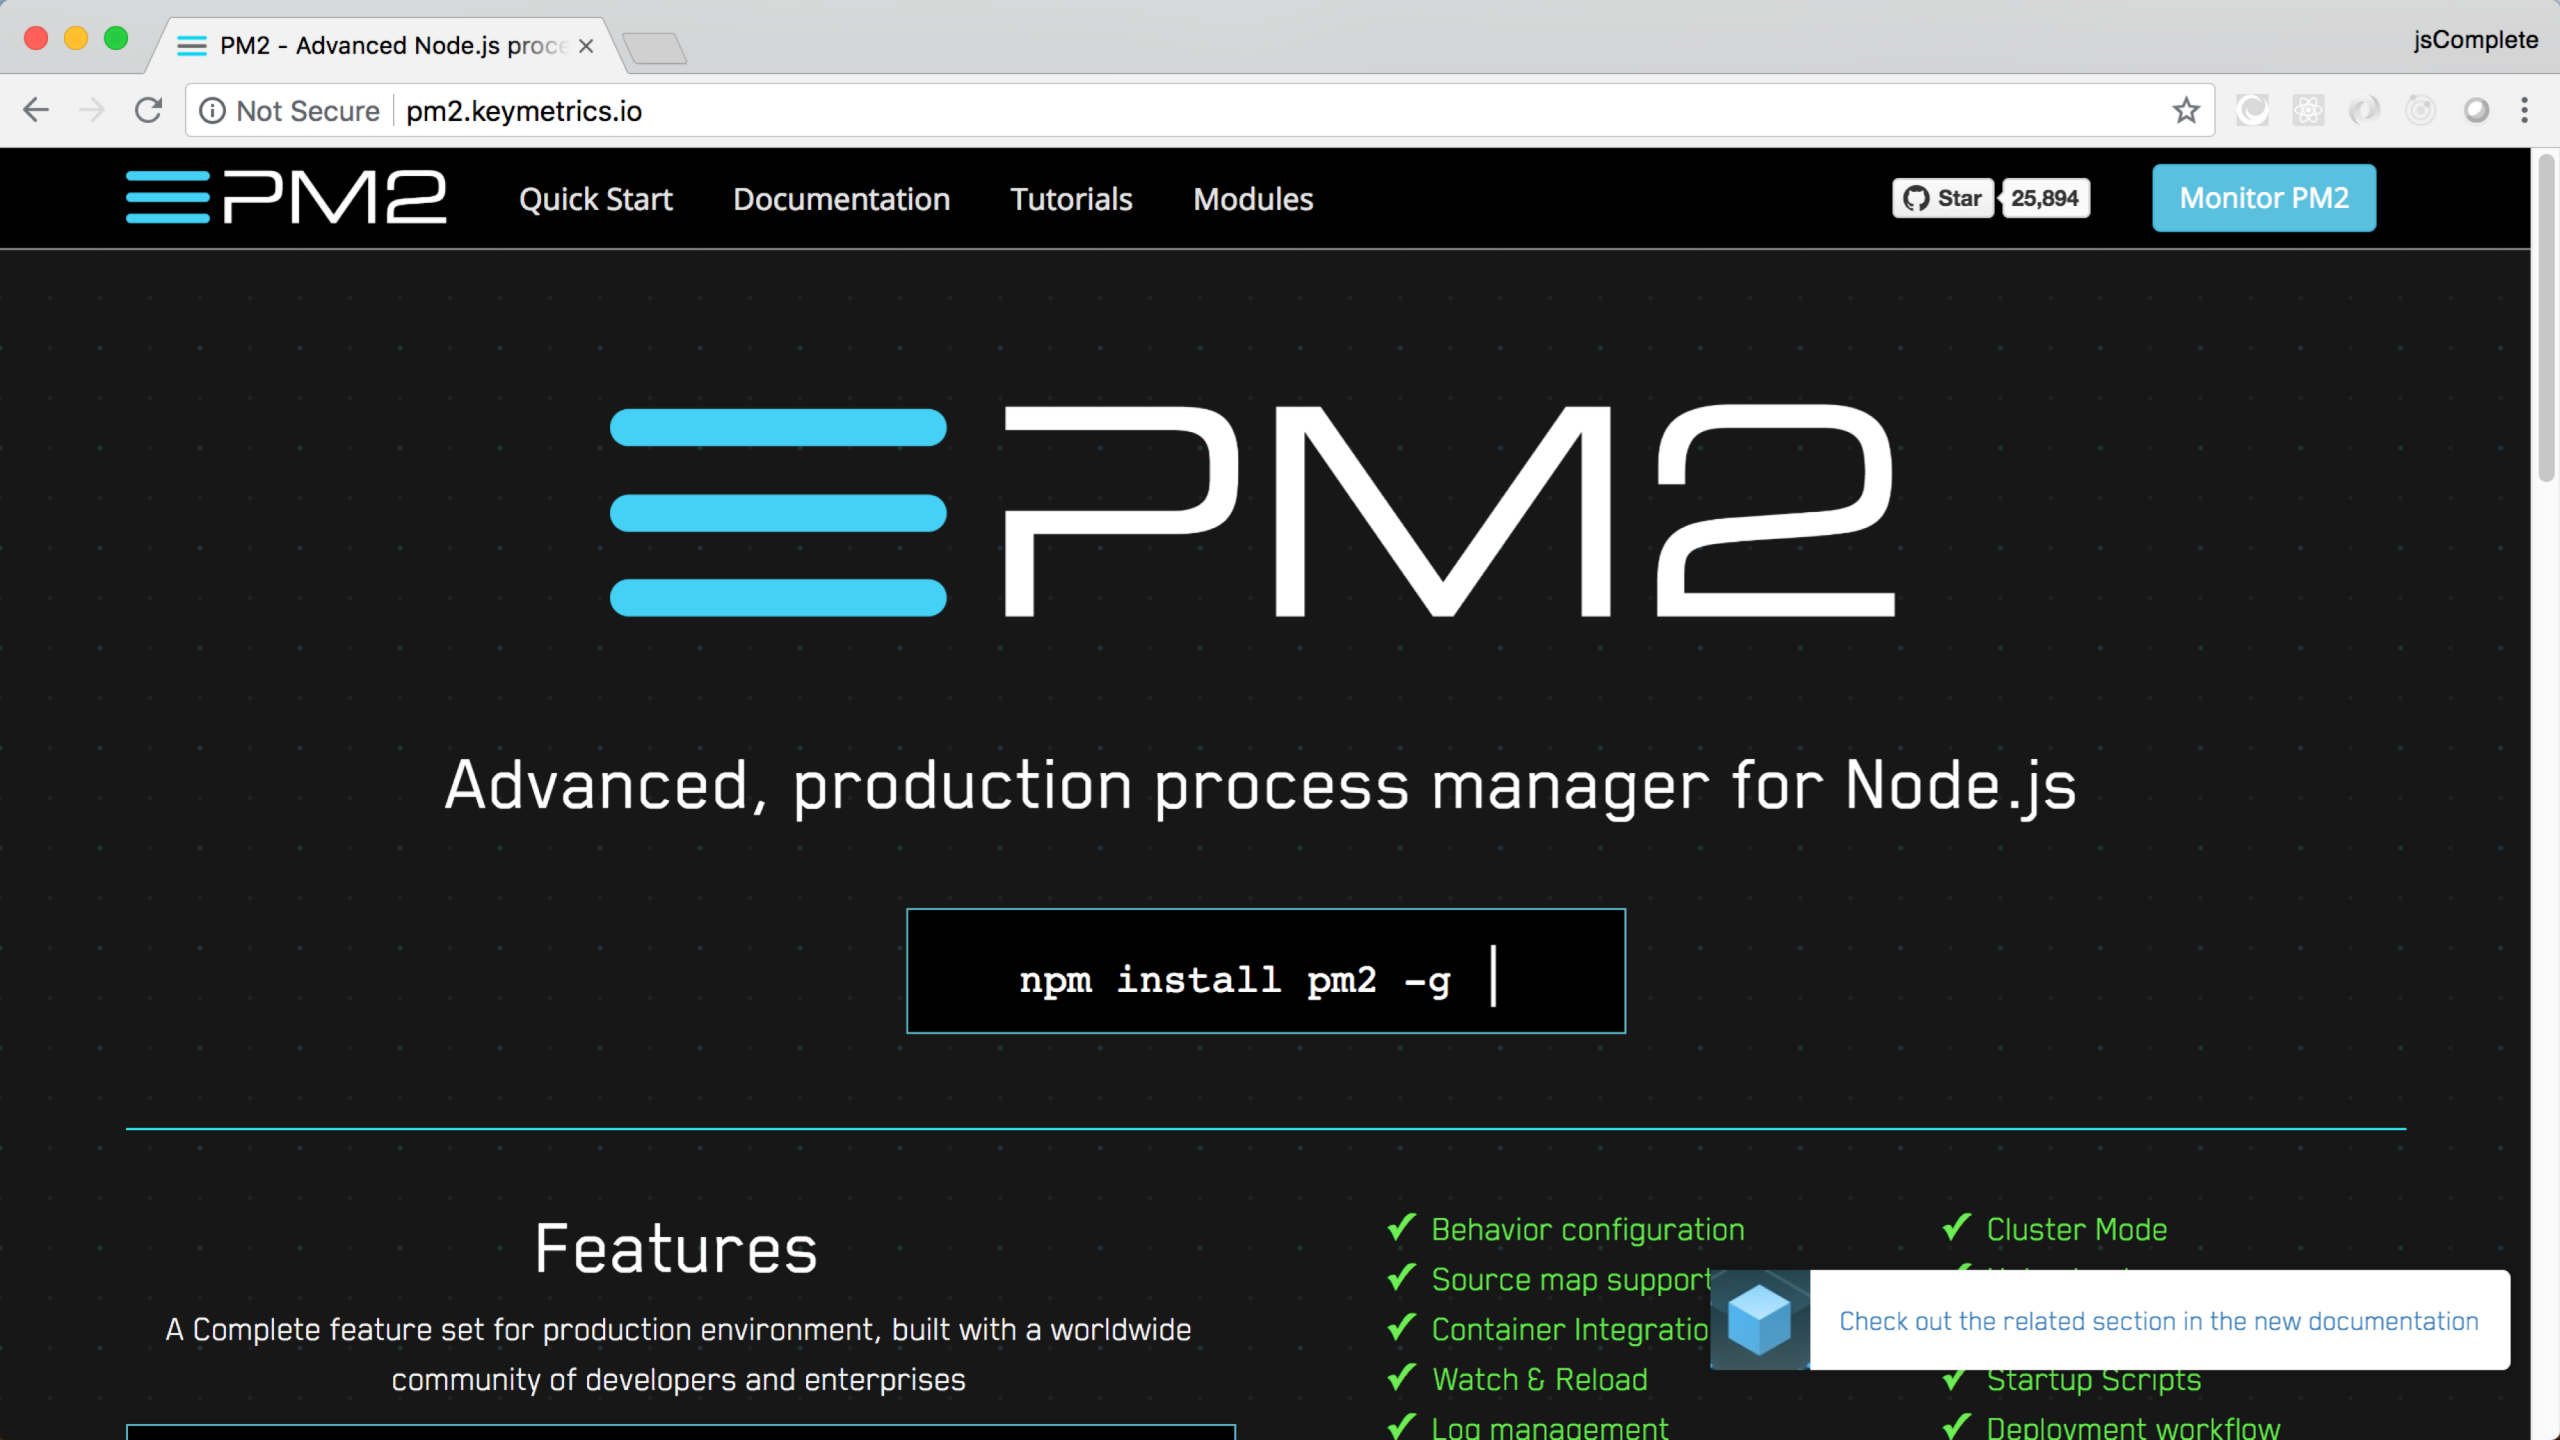 PM2 - Advanced Node.js proce
jsComplete
Not Secure pm2.keymetrics.io
PM2 Quick Start Documentation Tutorials Modules Star 25,894 Monitor PM2
PM2
Advanced, production process manager for Node.js
npm install pm2 -g
Features
A Complete feature set for production environment, built with a worldwide
community of developers and enterprises
✔ Behavior configuration
✔ Source map support
✔ Container Integratio
✔ Watch & Reload
✔ Log management
✔ Cluster Mode
✔ Startup Scripts
✔ Deployment workflow
Check out the related section in the new documentation